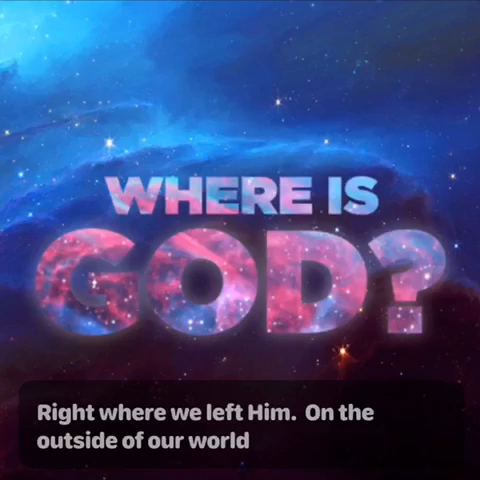 WHERE IS
GOD?
Right where we left Him.  On the
outside of our world